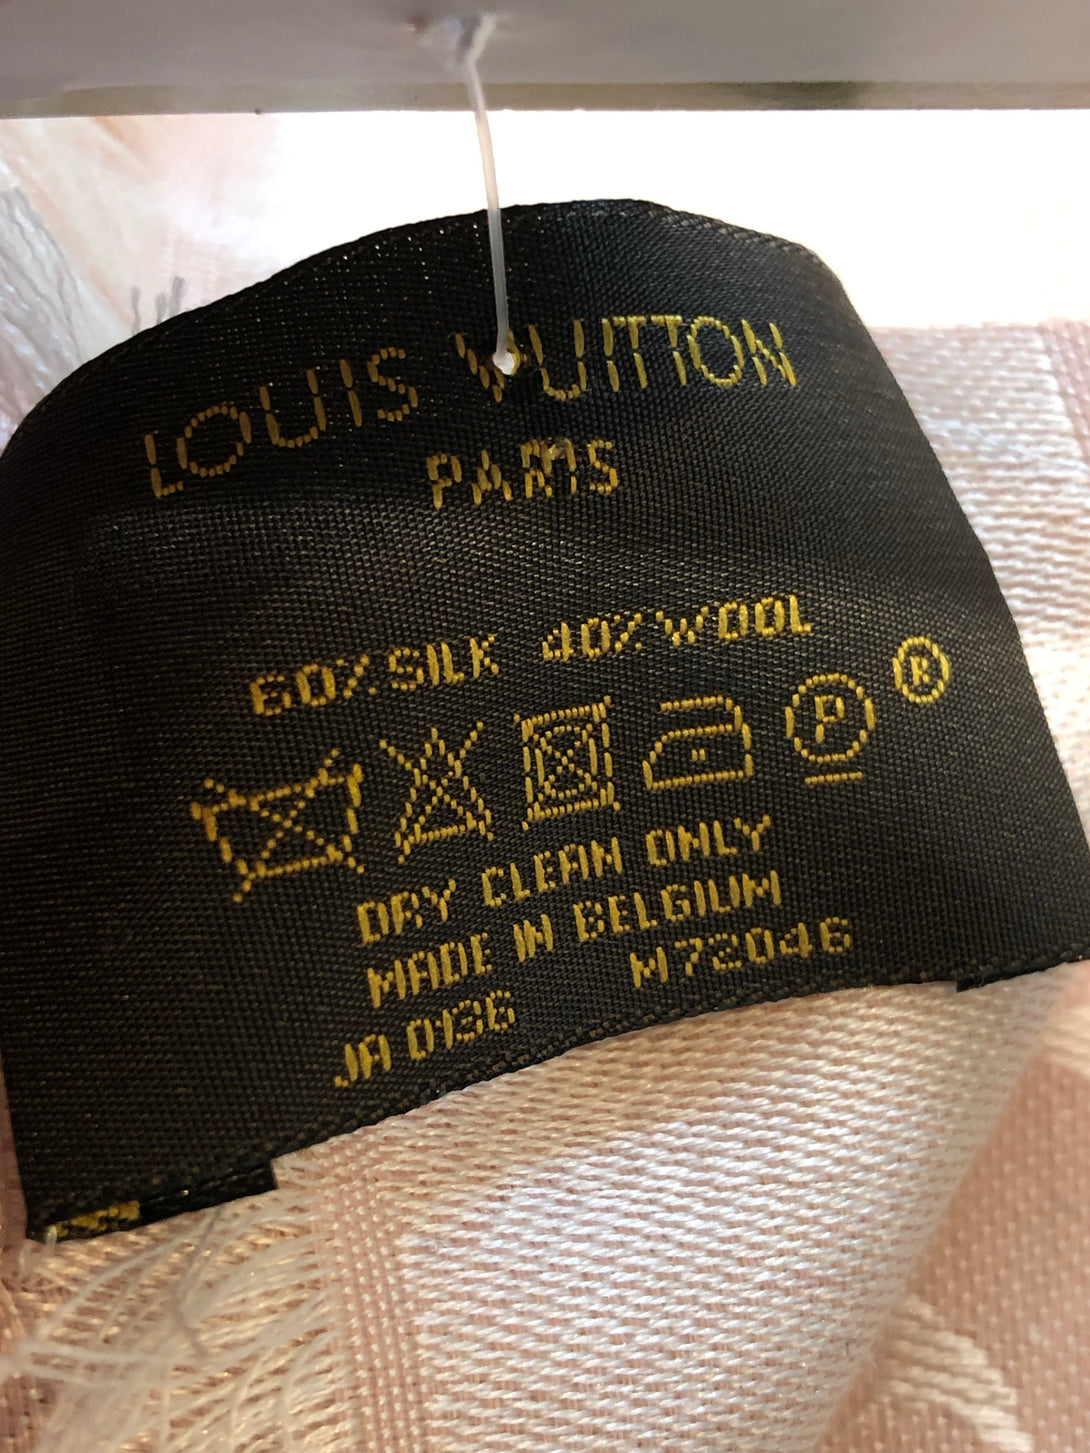 LOUIS VUITTON
PARIS
60% SILK 40% WOOL
P ®
DRY CLEAN ONLY
MADE IN BELGIUM
M72046
JA 0136